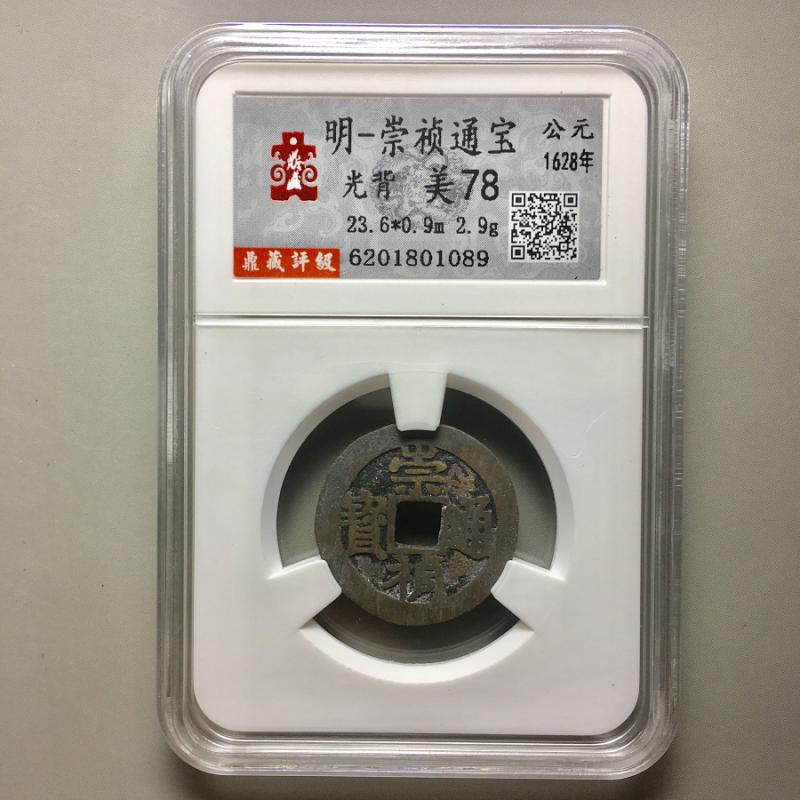 明-崇祯通宝
公元
1628年
光背 美78
23.6*0.9m 2.9g
鼎藏評級
6201801089
崇
寶 通
禎